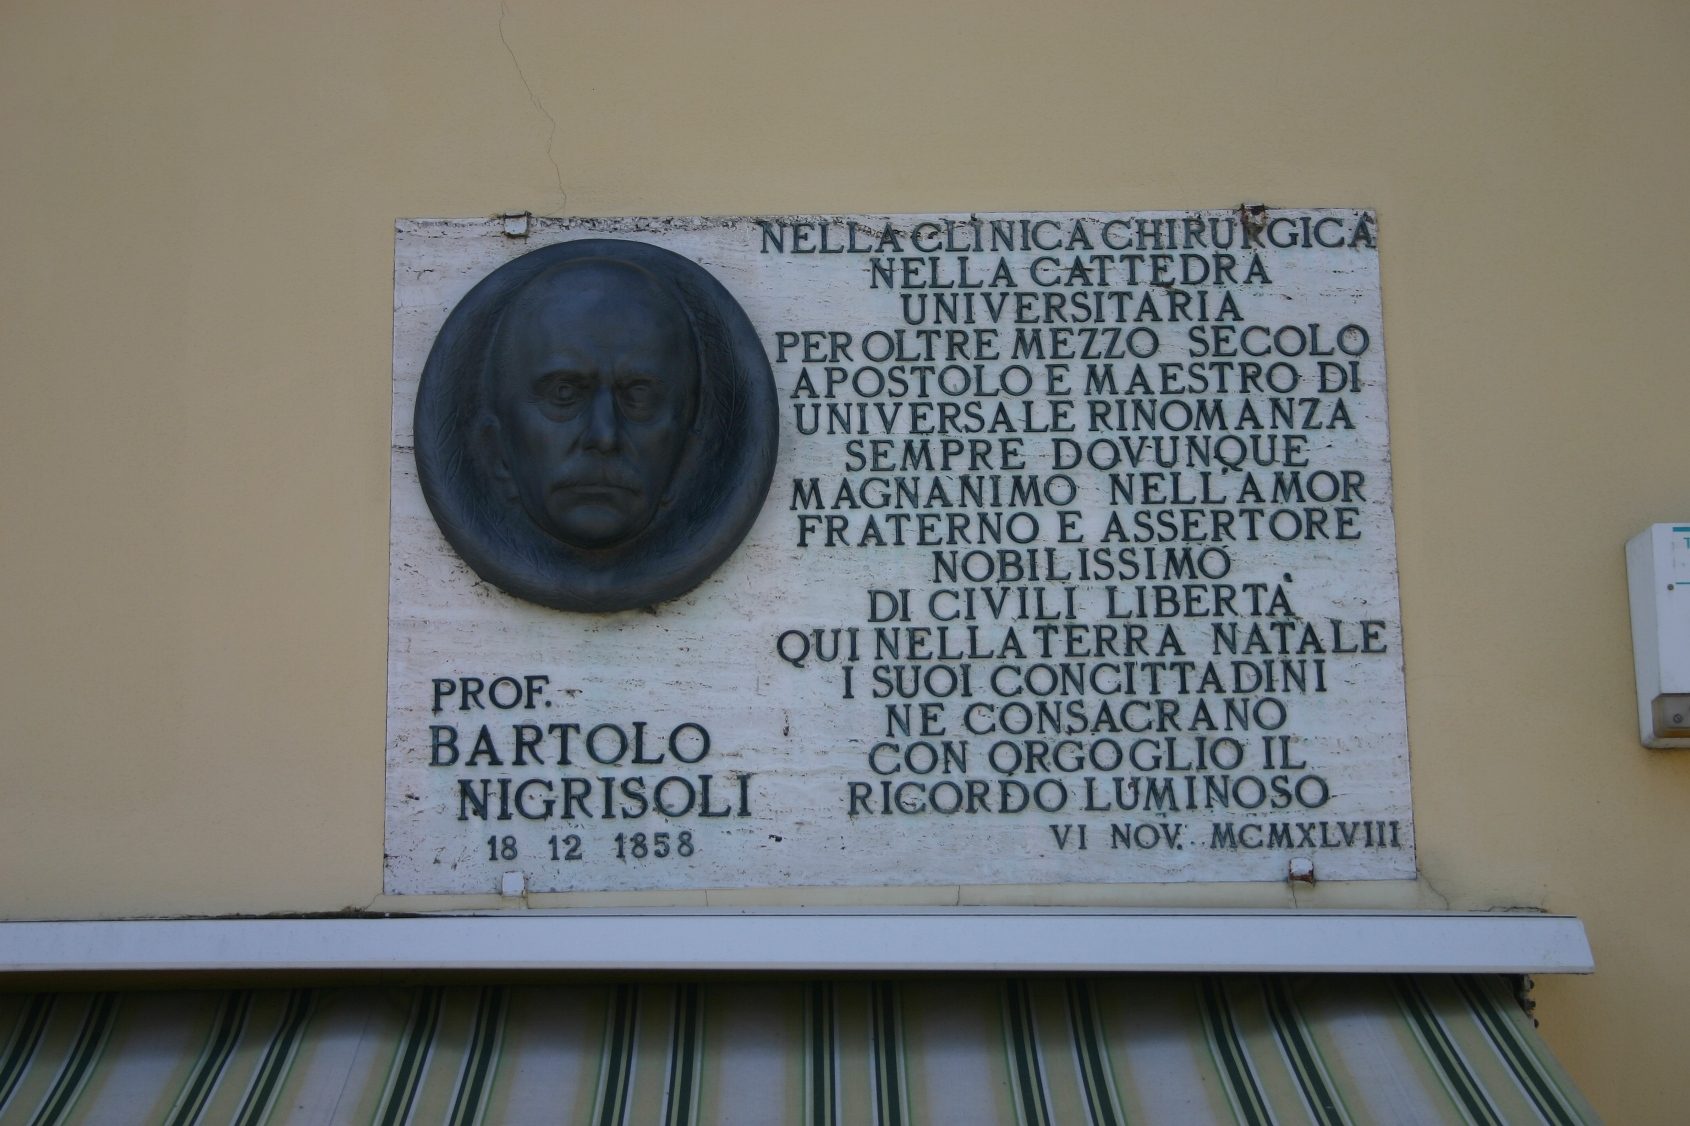 NELLA CLINICA CHIRURGICA
NELLA CATTEDRA
UNIVERSITARIA
PER OLTRE MEZZO SECOLO
APOSTOLO E MAESTRO DI
UNIVERSALE RINOMANZA
SEMPRE DOVUNQUE
MAGNANIMO NELL'AMOR
FRATERNO E ASSERTORE
NOBILISSIMO
DI CIVILI LIBERTA'
QUI NELLA TERRA NATALE
I SUOI CONCITTADINI
NE CONSACRANO
CON ORGOGLIO IL
RICORDO LUMINOSO
VI NOV. MCMXLVIII
PROF.
BARTOLO
NIGRISOLI
18 12 1858